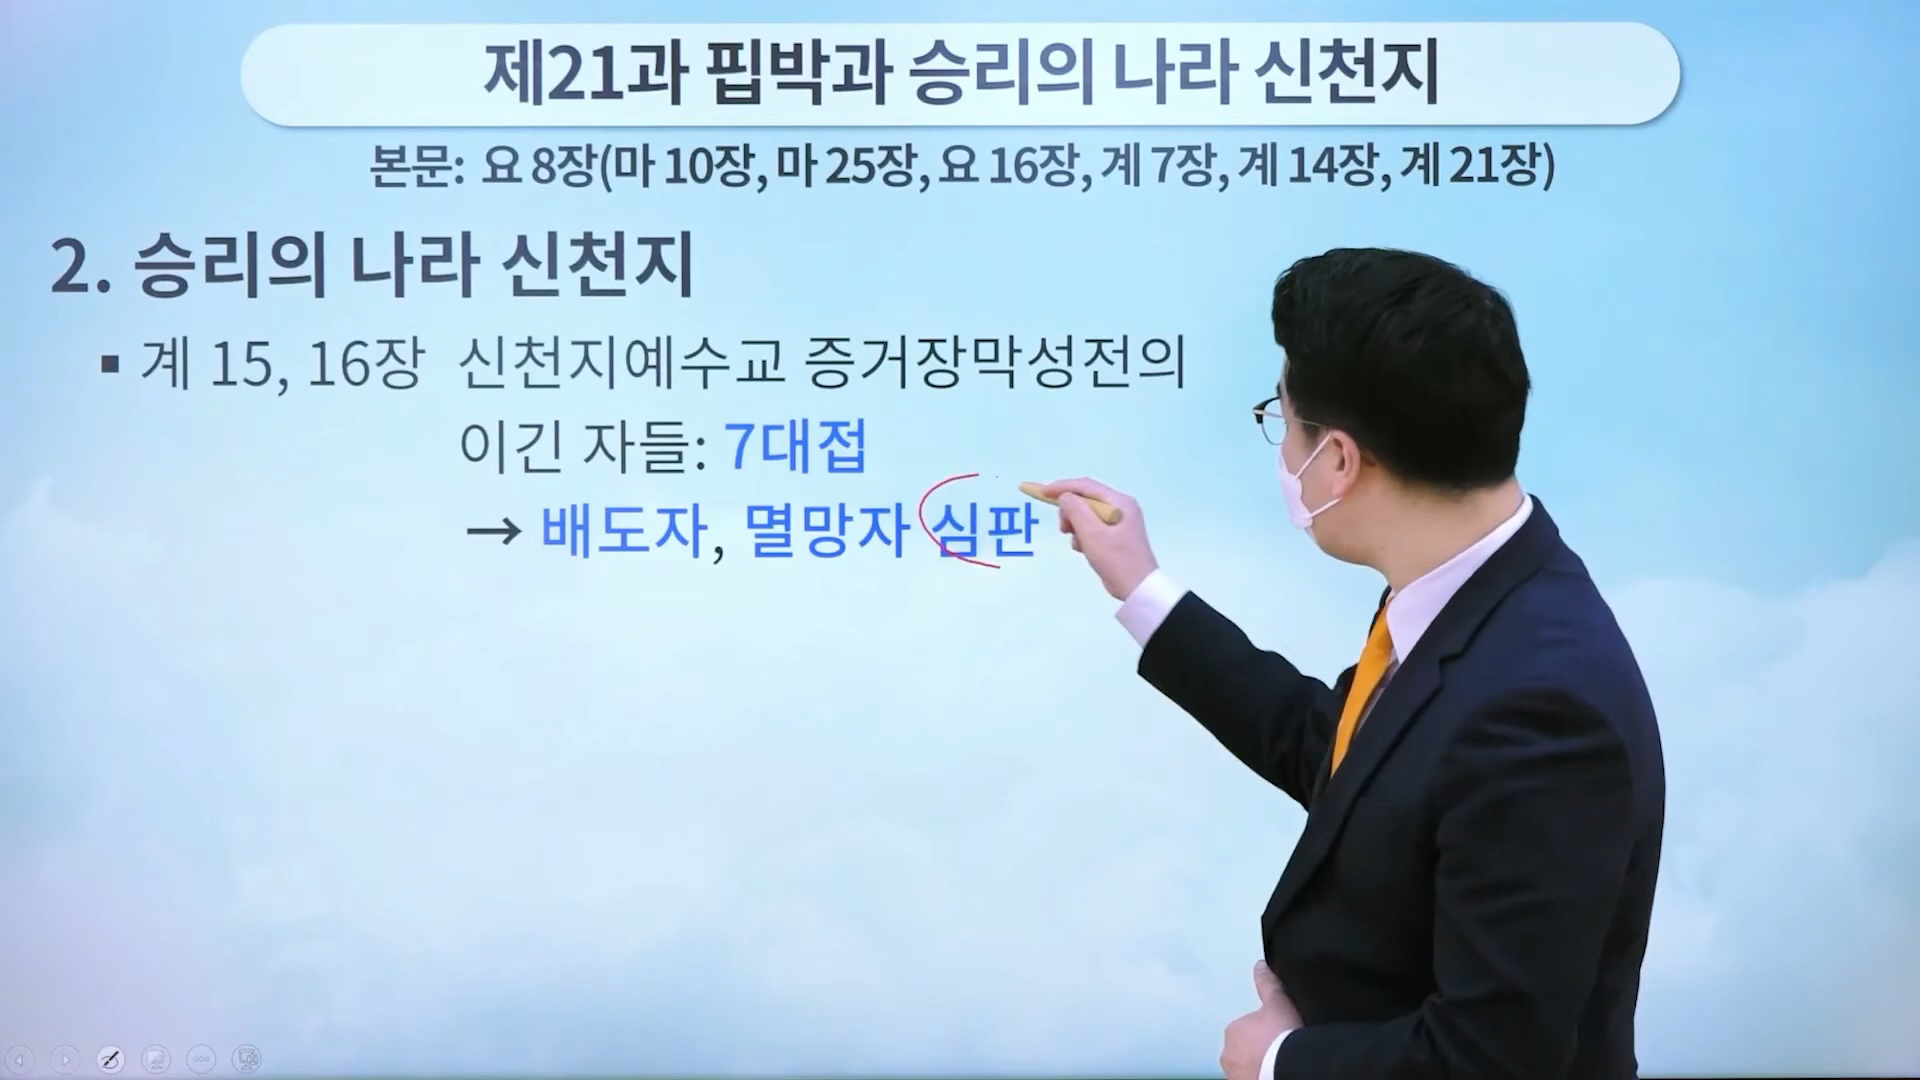 제21과 핍박과 승리의 나라 신천지
본문: 요 8장(마 10장, 마 25장, 요 16장, 계 7장, 계 14장, 계 21장)
2. 승리의 나라 신천지
▪ 계 15, 16장 신천지예수교 증거장막성전의
이긴 자들: 7대접
→ 배도자, 멸망자 심판